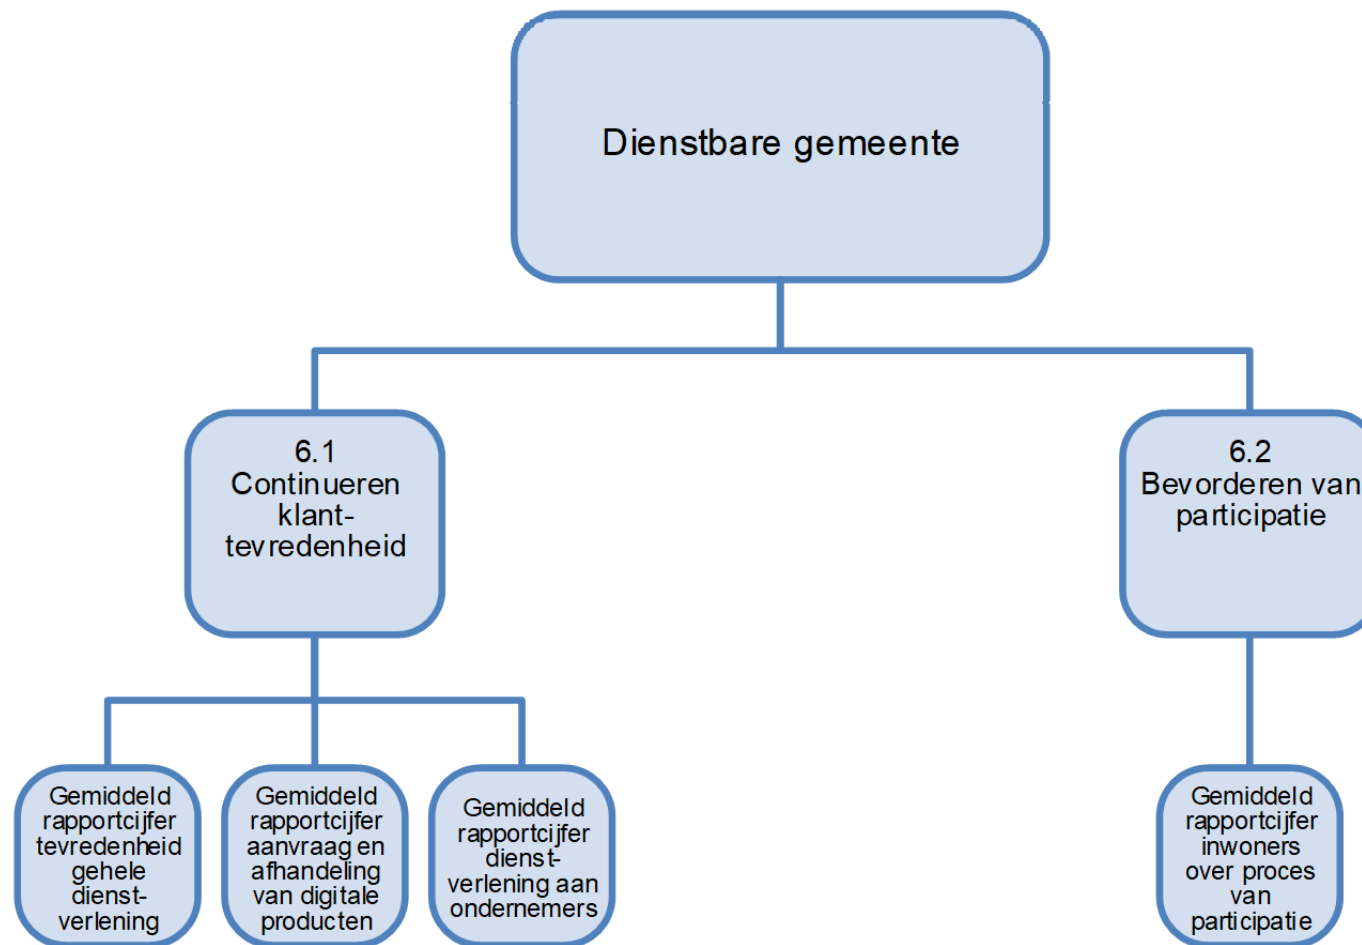 Dienstbare gemeente
6.1
Continueren
klant-
tevredenheid
6.2
Bevorderen van
participatie
Gemiddeld
rapportcijfer
tevredenheid
gehele
dienst-
verlening
Gemiddeld
rapportcijfer
aanvraag en
afhandeling
van digitale
producten
Gemiddeld
rapportcijfer
dienst-
verlening aan
ondernemers
Gemiddeld
rapportcijfer
inwoners
over proces
van
participatie